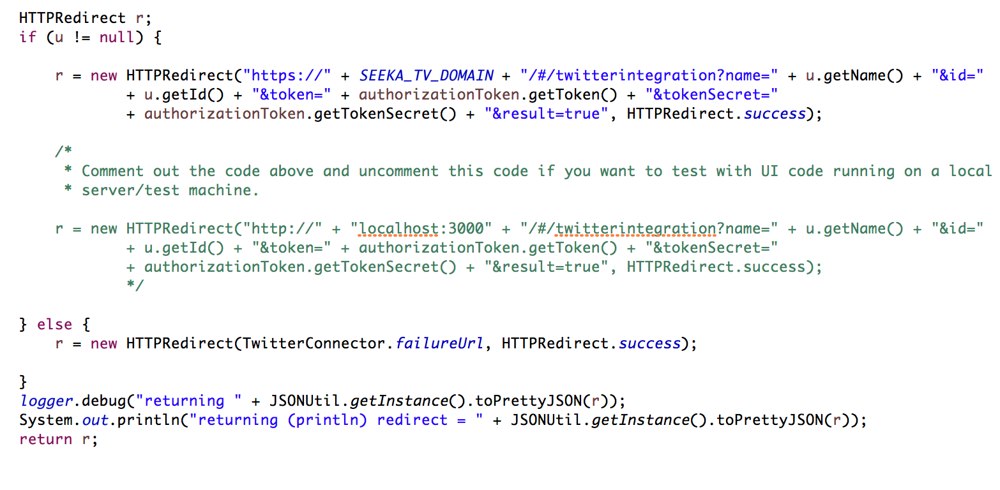 HTTPRedirect r;
if (u != null) {
r = new HTTPRedirect("https://" + SEEKA_TV_DOMAIN + "/#/twitterintegration?name=" + u.getName() + "&id="
+ u.getId() + "&token=" + authorizationToken.getToken() + "&tokenSecret="
+ authorizationToken.getTokenSecret() + "&result=true", HTTPRedirect.success);
/*
* Comment out the code above and uncomment this code if you want to test with UI code running on a local
* server/test machine.
r = new HTTPRedirect("http://" + "localhost:3000" + "/#/twitterintegration?name=" + u.getName() + "&id="
+ u.getId() + "&token=" + authorizationToken.getToken() + "&tokenSecret="
+ authorizationToken.getTokenSecret() + "&result=true", HTTPRedirect.success);
*/
} else {
r = new HTTPRedirect(TwitterConnector.failureUrl, HTTPRedirect.success);
}
logger.debug("returning " + JSONUtil.getInstance().toPrettyJSON(r));
System.out.println("returning (println) redirect = " + JSONUtil.getInstance().toPrettyJSON(r));
return r;